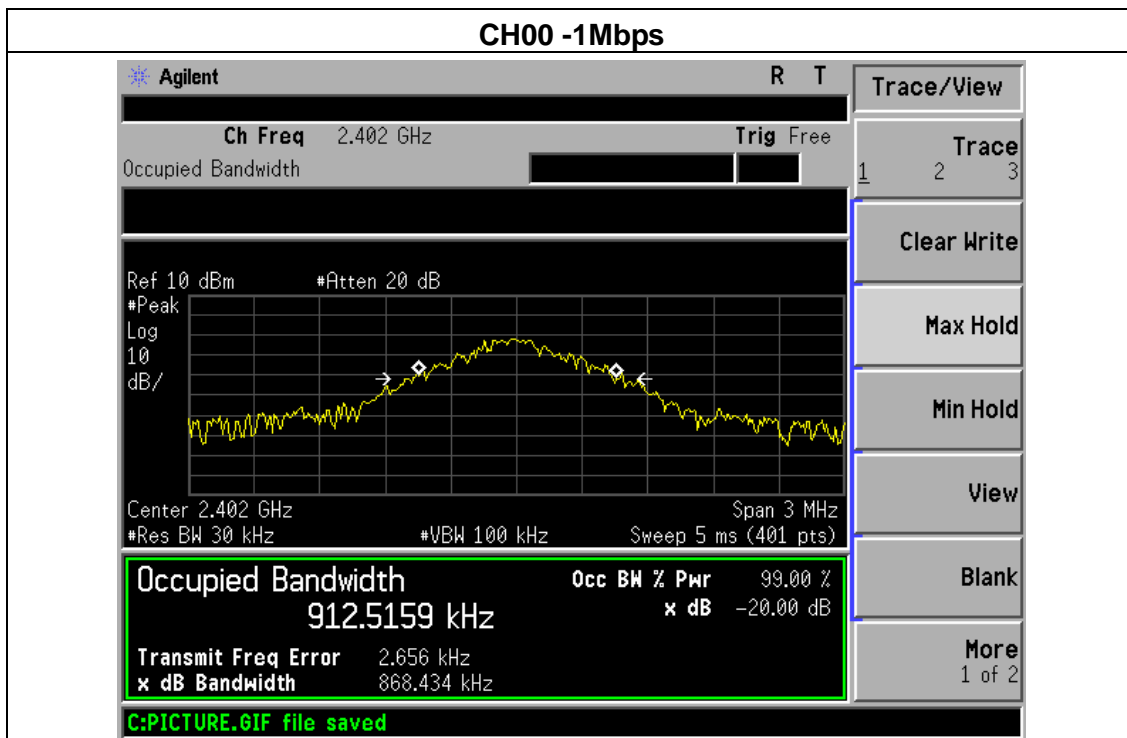 CH00 -1Mbps
Agilent R T
Trace/View
Ch Freq 2.402 GHz Trig Free
Occupied Bandwidth
Trace
1 2 3
Clear Write
Ref 10 dBm #Atten 20 dB
#Peak
Log
10
dB/
Max Hold
Min Hold
Center 2.402 GHz Span 3 MHz
#Res BW 30 kHz #VBW 100 kHz Sweep 5 ms (401 pts)
View
Occupied Bandwidth
912.5159 kHz
Occ BW % Pwr 99.00 %
x dB -20.00 dB
Transmit Freq Error 2.656 kHz
x dB Bandwidth 868.434 kHz
Blank
More
1 of 2
C:PICTURE.GIF file saved